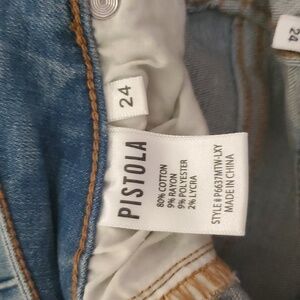 24
24
PISTOLA
80% COTTON
9% RAYON
9% POLYESTER
2% LYCRA
STYLE# P6637MTW-LXY
MADE IN CHINA